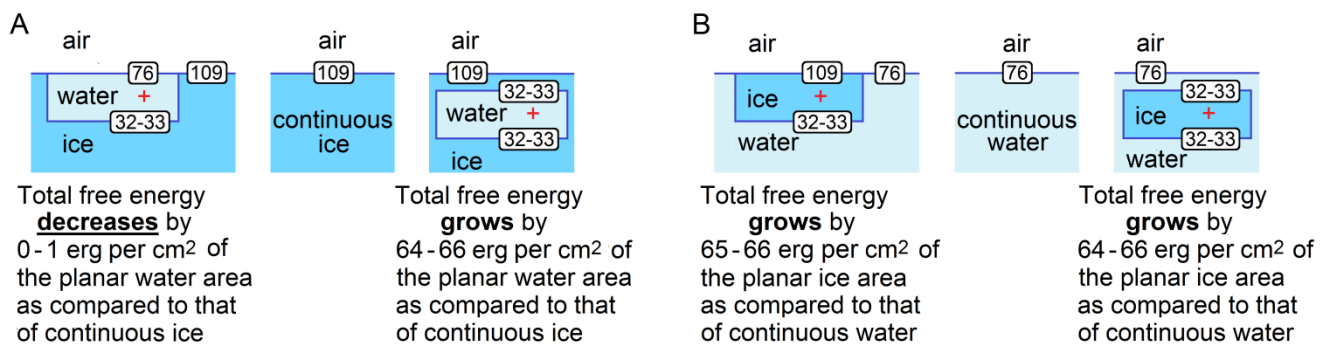 A
air
76
109
water +
32-33
ice
air
109
continuous
ice
air
109
32-33
water +
32-33
ice
Total free energy
decreases by
0-1 erg per cm2 of
the planar water area
as compared to that
of continuous ice
Total free energy
grows by
64-66 erg per cm2 of
the planar water area
as compared to that
of continuous ice
B
air
109
76
ice +
32-33
water
air
76
continuous
water
air
76
32-33
ice +
32-33
water
Total free energy
grows by
65-66 erg per cm2 of
the planar ice area
as compared to that
of continuous water
Total free energy
grows by
64-66 erg per cm2 of
the planar ice area
as compared to that
of continuous water